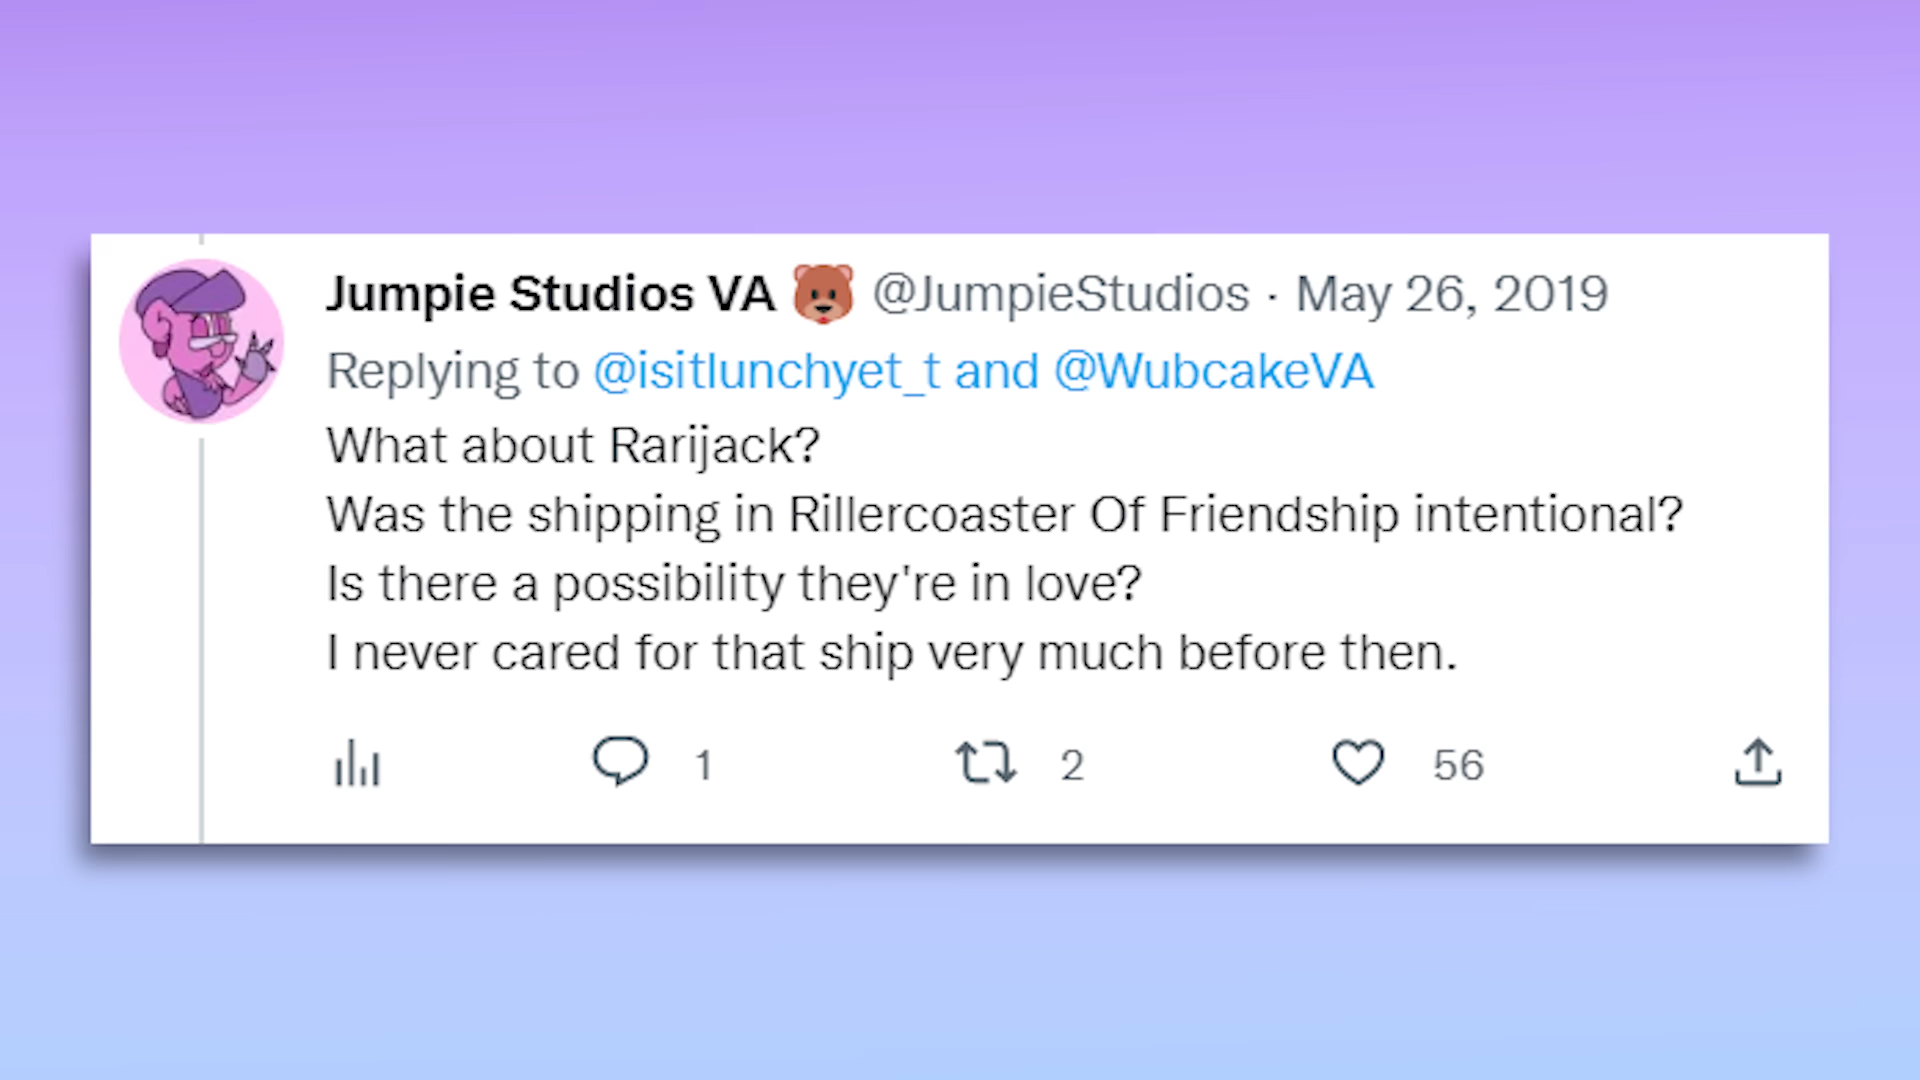 Jumpie Studios VA 🐻 @JumpieStudios · May 26, 2019
Replying to @isitlunchyet_t and @WubcakeVA
What about Rarijack?
Was the shipping in Rillercoaster Of Friendship intentional?
Is there a possibility they're in love?
I never cared for that ship very much before then.
1 2 56